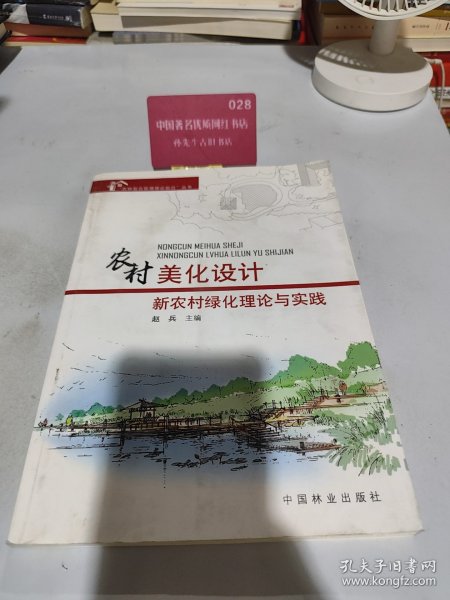 028
中国著名优质网红书店
孙先生古旧书店
丛书
NONGCUN MEIHUA SHEJI
XINNONGCUN LVHUA LILUN YU SHIJIAN
农村美化设计
新农村绿化理论与实践
赵 兵 主编
中国林业出版社
孔夫子旧书网
www.kongfz.com